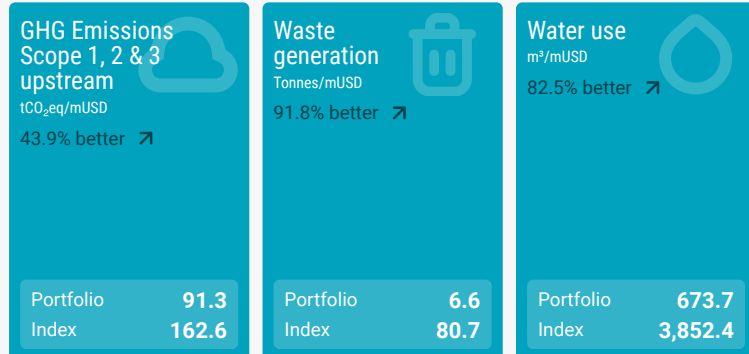 GHG Emissions
Scope 1, 2 & 3
upstream
tCO₂eq/mUSD
43.9% better
Portfolio 91.3
Index 162.6
Waste
generation
Tonnes/mUSD
91.8% better
Portfolio 6.6
Index 80.7
Water use
m³/mUSD
82.5% better
Portfolio 673.7
Index 3,852.4